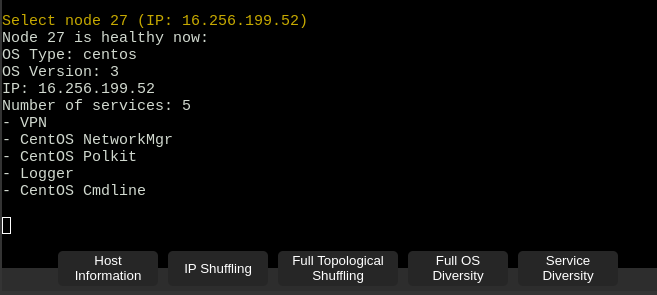 Select node 27 (IP: 16.256.199.52)
Node 27 is healthy now:
OS Type: centos
OS Version: 3
IP: 16.256.199.52
Number of services: 5
- VPN
- CentOS NetworkMgr
- CentOS Polkit
- Logger
- CentOS Cmdline
Host
Information
IP Shuffling
Full Topological
Shuffling
Full OS
Diversity
Service
Diversity